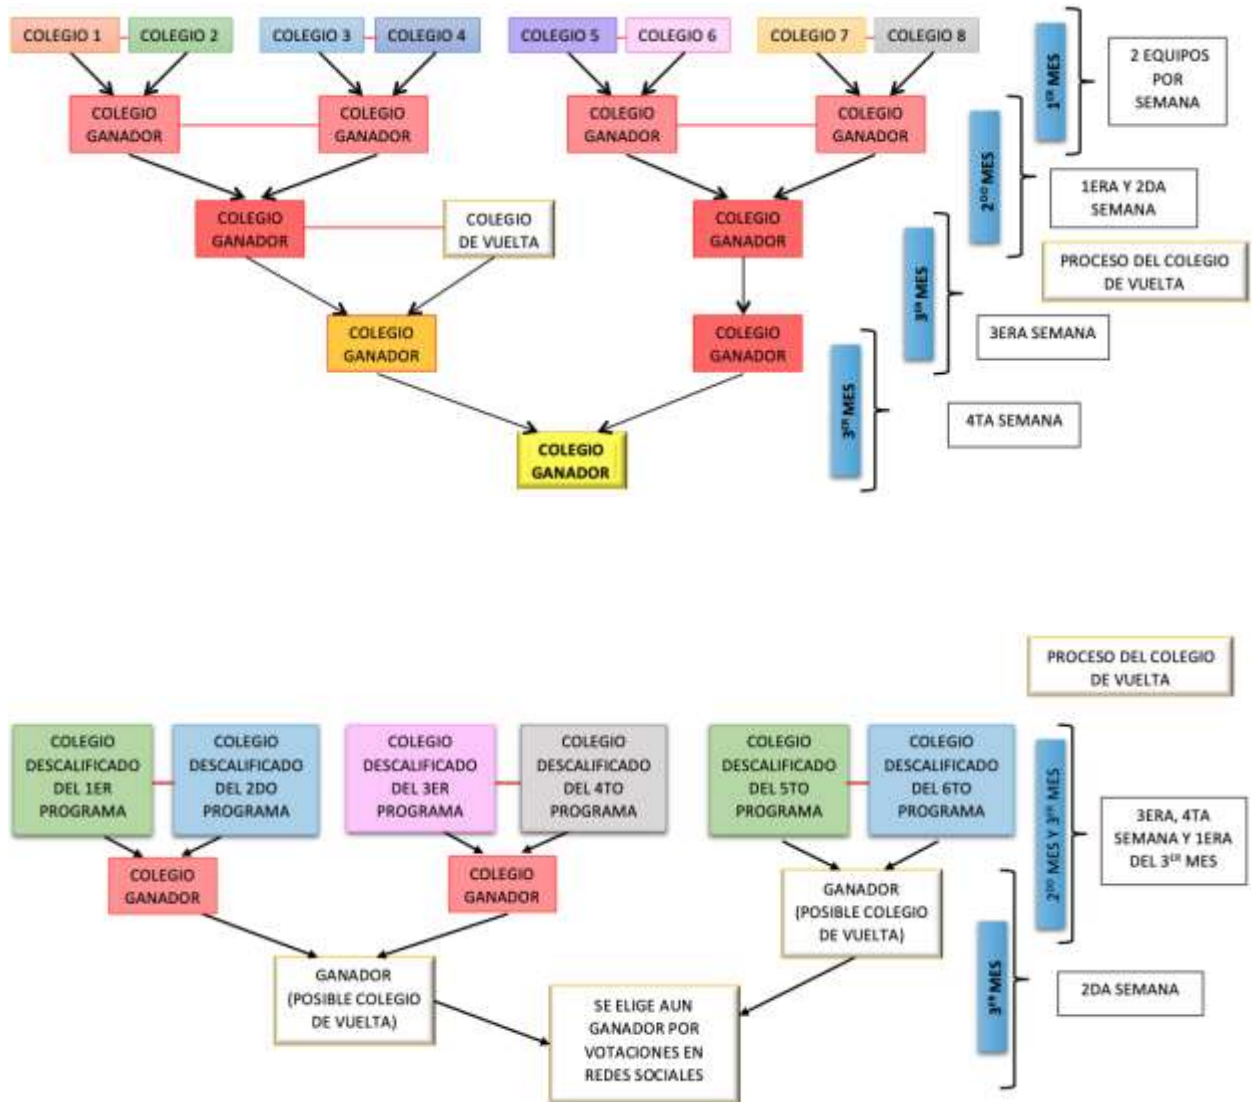 COLEGIO 1
COLEGIO 2
COLEGIO 3
COLEGIO 4
COLEGIO 5
COLEGIO 6
COLEGIO 7
COLEGIO 8
1ER MES
2 EQUIPOS
POR
SEMANA
COLEGIO
GANADOR
COLEGIO
GANADOR
COLEGIO
GANADOR
COLEGIO
GANADOR
2DO MES
1ERA Y 2DA
SEMANA
COLEGIO
GANADOR
COLEGIO
DE VUELTA
COLEGIO
GANADOR
PROCESO DEL COLEGIO
DE VUELTA
3ER MES
3ERA SEMANA
COLEGIO
GANADOR
COLEGIO
GANADOR
3ER MES
4TA SEMANA
COLEGIO
GANADOR
PROCESO DEL COLEGIO
DE VUELTA
COLEGIO
DESCALIFICADO
DEL 1ER
PROGRAMA
COLEGIO
DESCALIFICADO
DEL 2DO
PROGRAMA
COLEGIO
DESCALIFICADO
DEL 3ER
PROGRAMA
COLEGIO
DESCALIFICADO
DEL 4TO
PROGRAMA
COLEGIO
DESCALIFICADO
DEL 5TO
PROGRAMA
COLEGIO
DESCALIFICADO
DEL 6TO
PROGRAMA
2DO MES Y 3ER MES
3ERA, 4TA
SEMANA Y 1ERA
DEL 3ER MES
COLEGIO
GANADOR
COLEGIO
GANADOR
GANADOR
(POSIBLE COLEGIO
DE VUELTA)
GANADOR
(POSIBLE COLEGIO
DE VUELTA)
3ER MES
2DA SEMANA
SE ELIGE AUN
GANADOR POR
VOTACIONES EN
REDES SOCIALES